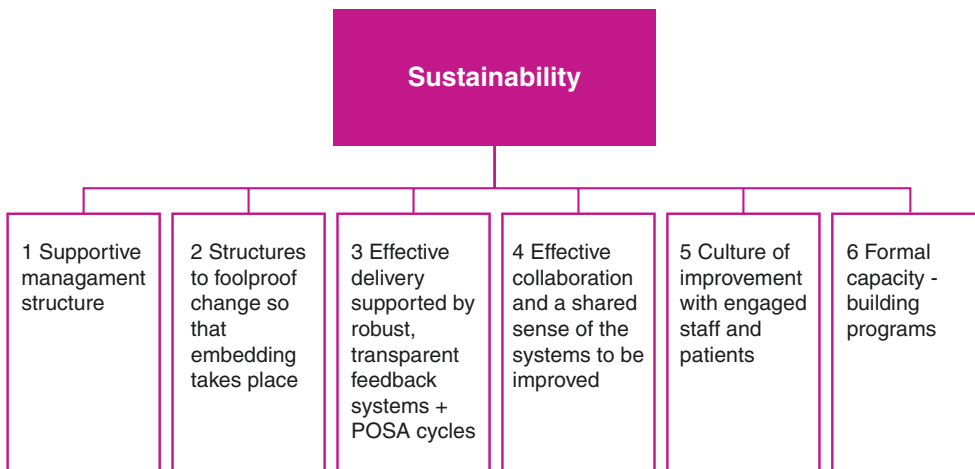 Sustainability
1 Supportive
managament
structure
2 Structures
to foolproof
change so
that
embedding
takes place
3 Effective
delivery
supported by
robust,
transparent
feedback
systems +
POSA cycles
4 Effective
collaboration
and a shared
sense of the
systems to be
improved
5 Culture of
improvement
with engaged
staff and
patients
6 Formal
capacity -
building
programs